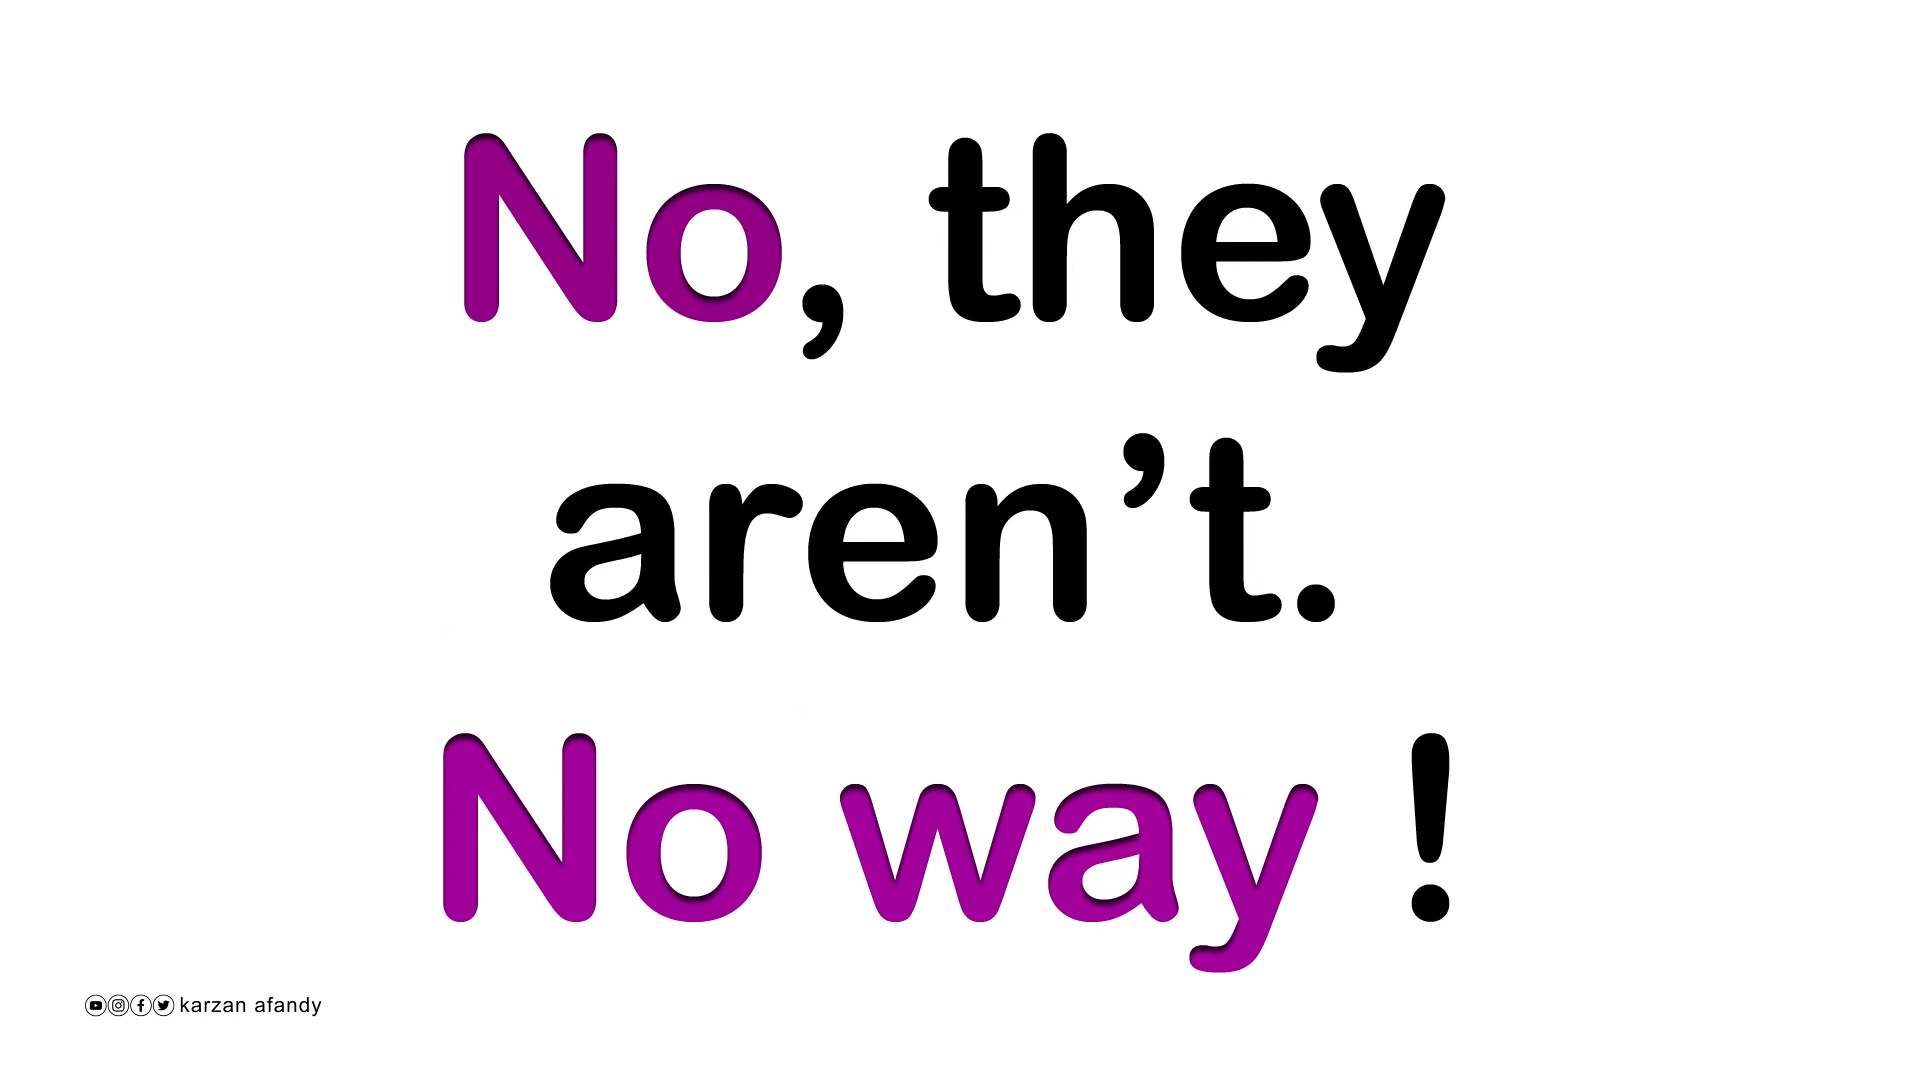 No, they
aren’t.
No way !
karzan afandy